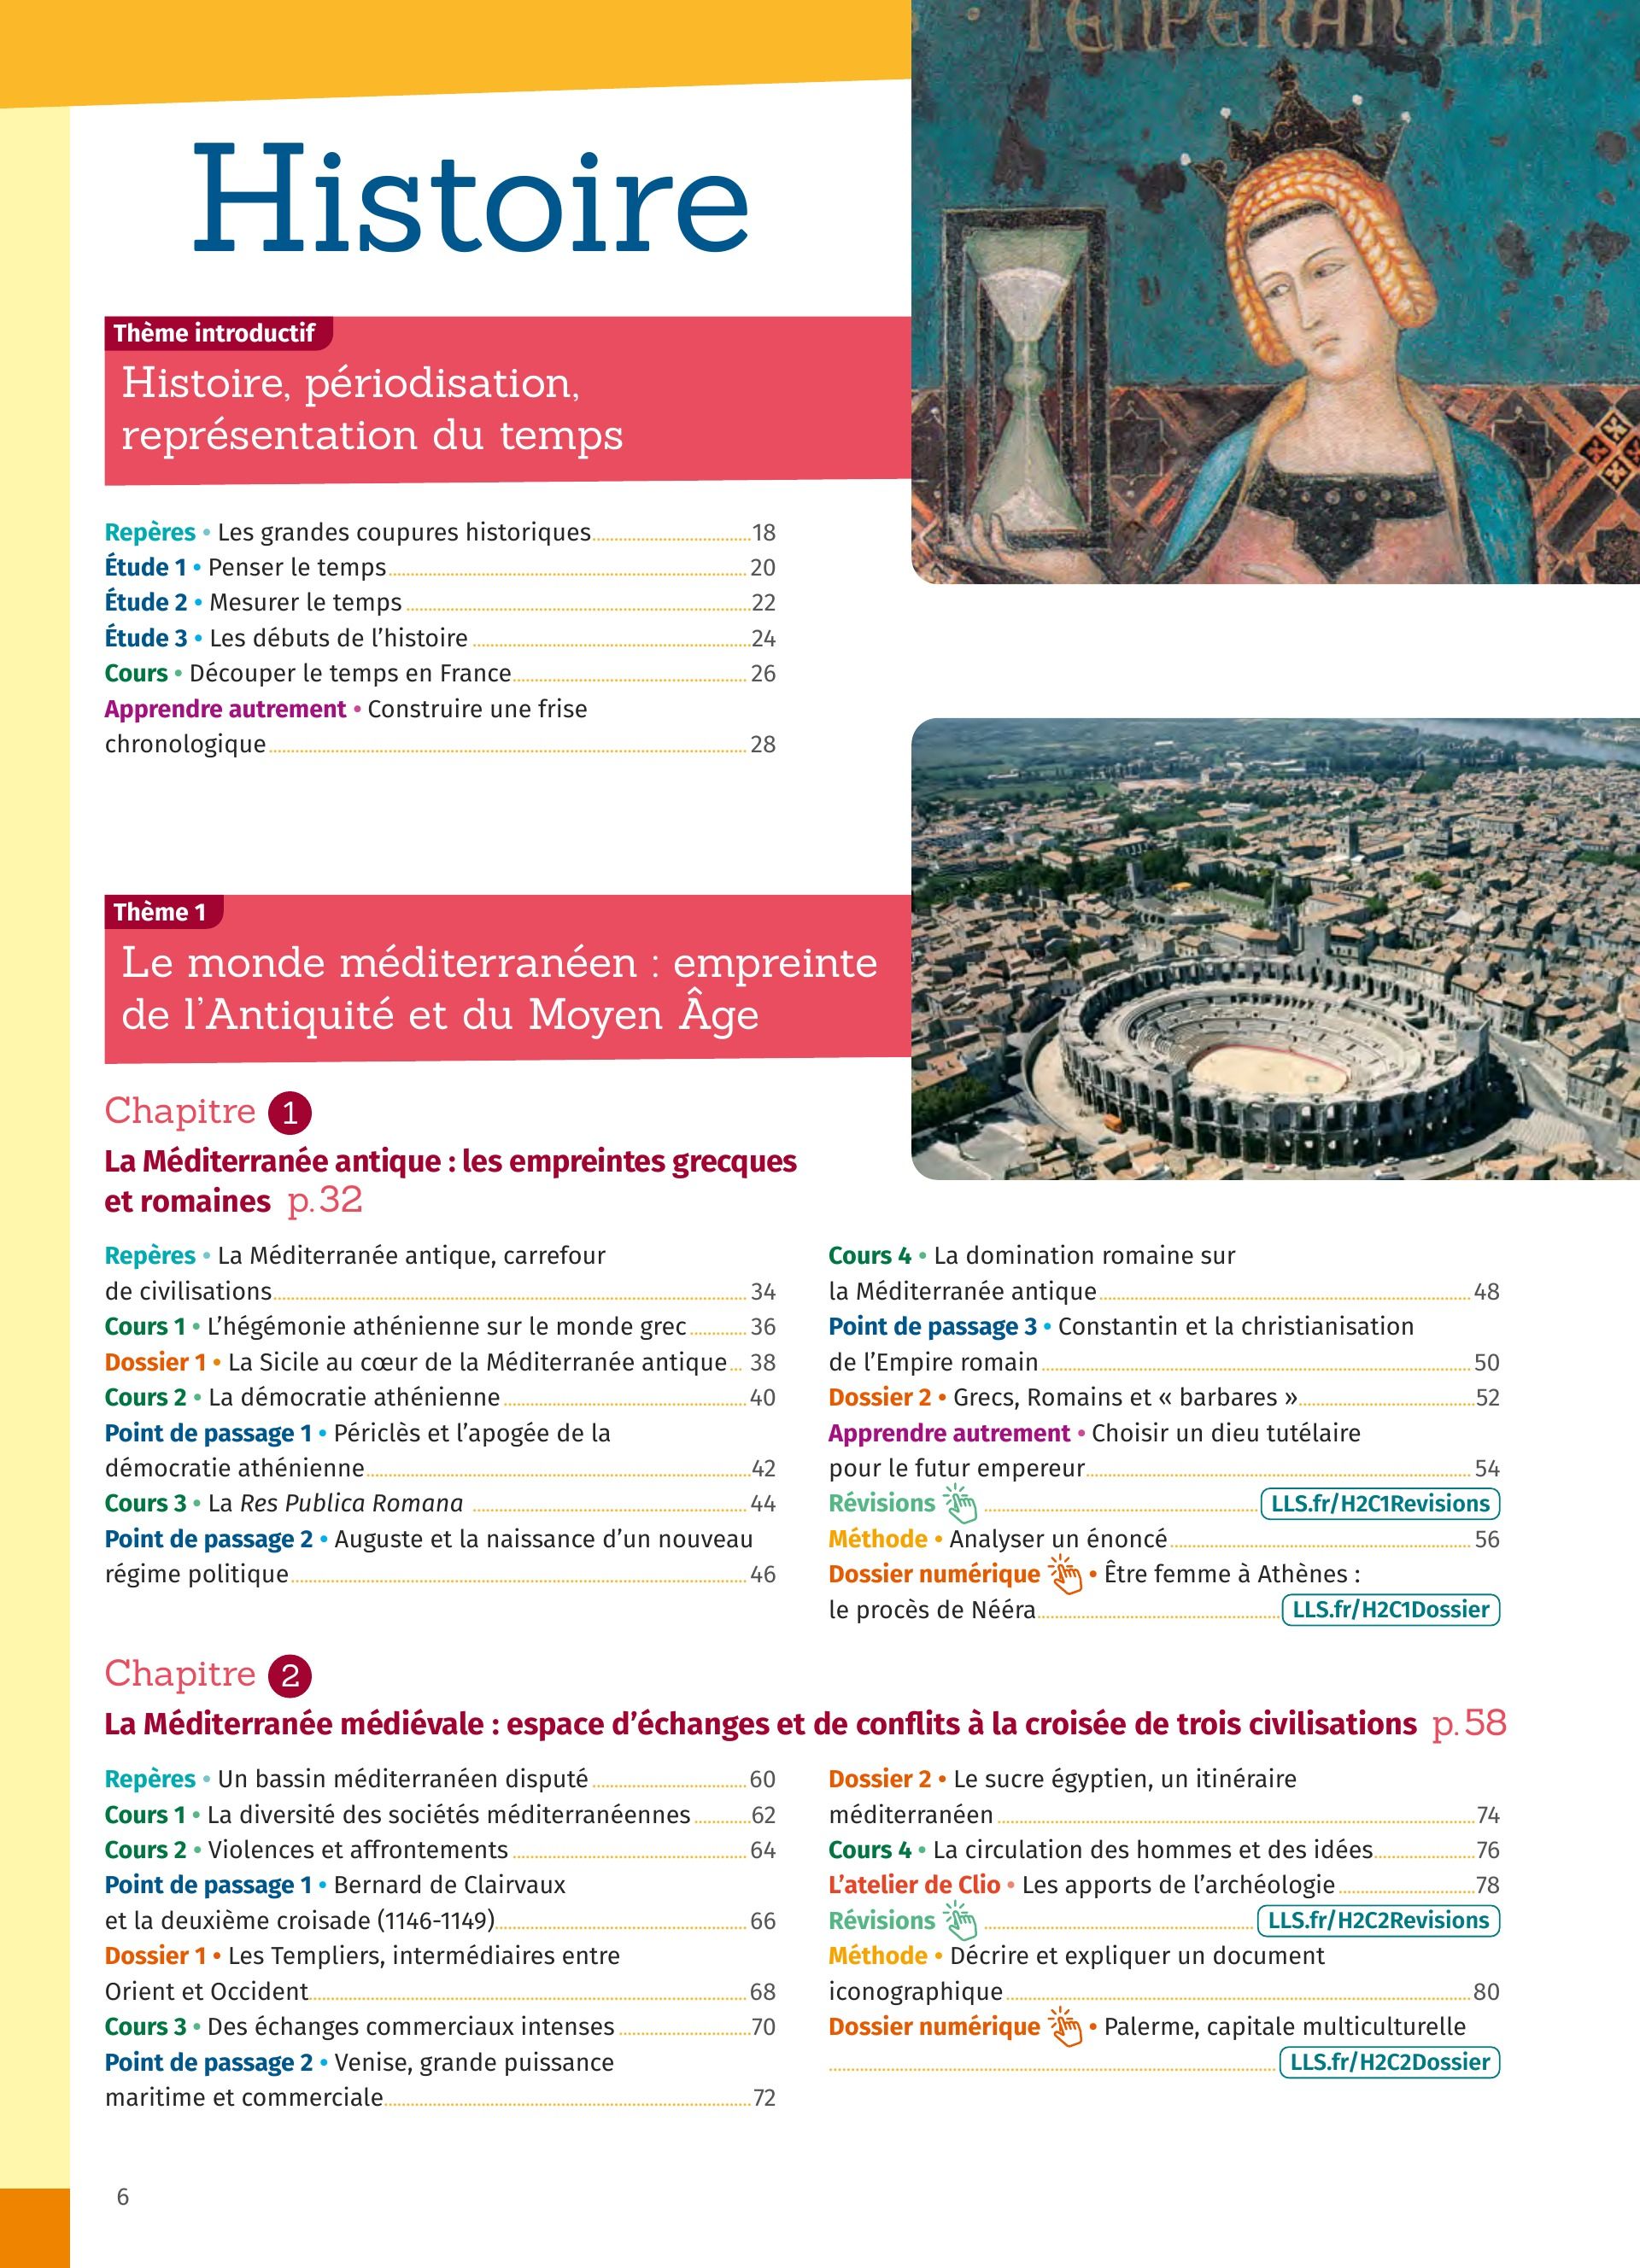 TEMPERANTIA
Histoire
Thème introductif
Histoire, périodisation,
représentation du temps
Repères • Les grandes coupures historiques 18
Étude 1 • Penser le temps 20
Étude 2 • Mesurer le temps 22
Étude 3 • Les débuts de l’histoire 24
Cours • Découper le temps en France 26
Apprendre autrement • Construire une frise
chronologique 28
Thème 1
Le monde méditerranéen : empreinte
de l’Antiquité et du Moyen Âge
Chapitre 1
La Méditerranée antique : les empreintes grecques
et romaines p. 32
Repères • La Méditerranée antique, carrefour
de civilisations 34
Cours 1 • L’hégémonie athénienne sur le monde grec 36
Dossier 1 • La Sicile au cœur de la Méditerranée antique 38
Cours 2 • La démocratie athénienne 40
Point de passage 1 • Périclès et l’apogée de la
démocratie athénienne 42
Cours 3 • La Res Publica Romana 44
Point de passage 2 • Auguste et la naissance d’un nouveau
régime politique 46
Cours 4 • La domination romaine sur
la Méditerranée antique 48
Point de passage 3 • Constantin et la christianisation
de l’Empire romain 50
Dossier 2 • Grecs, Romains et « barbares » 52
Apprendre autrement • Choisir un dieu tutélaire
pour le futur empereur 54
Révisions LLS.fr/H2C1Revisions
Méthode • Analyser un énoncé 56
Dossier numérique • Être femme à Athènes :
le procès de Nééra LLS.fr/H2C1Dossier
Chapitre 2
La Méditerranée médiévale : espace d’échanges et de conflits à la croisée de trois civilisations p. 58
Repères • Un bassin méditerranéen disputé 60
Cours 1 • La diversité des sociétés méditerranéennes 62
Cours 2 • Violences et affrontements 64
Point de passage 1 • Bernard de Clairvaux
et la deuxième croisade (1146-1149) 66
Dossier 1 • Les Templiers, intermédiaires entre
Orient et Occident 68
Cours 3 • Des échanges commerciaux intenses 70
Point de passage 2 • Venise, grande puissance
maritime et commerciale 72
Dossier 2 • Le sucre égyptien, un itinéraire
méditerranéen 74
Cours 4 • La circulation des hommes et des idées 76
L’atelier de Clio • Les apports de l’archéologie 78
Révisions LLS.fr/H2C2Revisions
Méthode • Décrire et expliquer un document
iconographique 80
Dossier numérique • Palerme, capitale multiculturelle
LLS.fr/H2C2Dossier
6